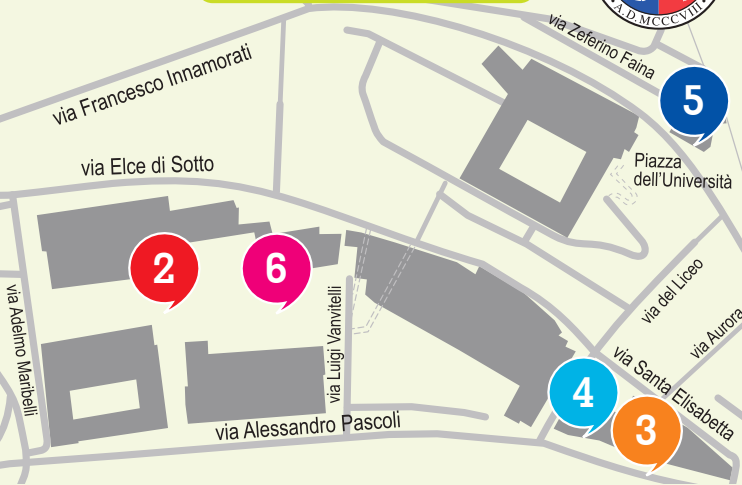 A.D.MCCCVIII
via Zeferino Faina
via Francesco Innamorati
5
via Elce di Sotto
Piazza
dell'Università
2
6
via del Liceo
via Adelmo Maribelli
via Luigi Vanvitelli
via Aurora
via Santa Elisabetta
4
3
via Alessandro Pascoli